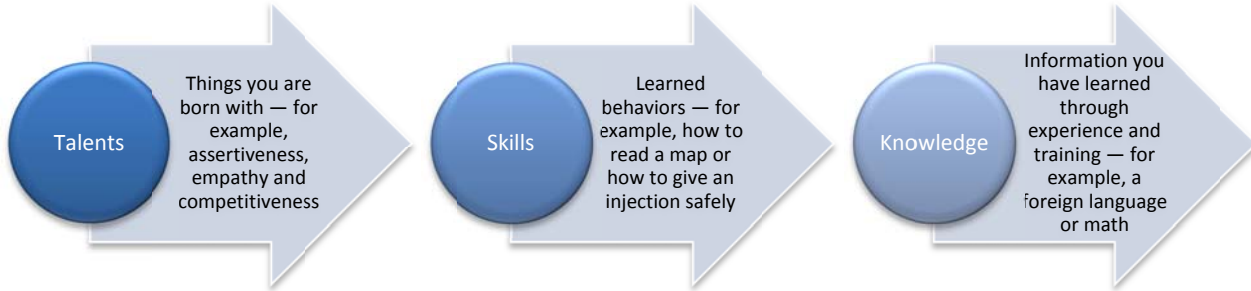 Talents
Things you are
born with — for
example,
assertiveness,
empathy and
competitiveness
Skills
Learned
behaviors — for
example, how to
read a map or
how to give an
injection safely
Knowledge
Information you
have learned
through
experience and
training — for
example, a
foreign language
or math